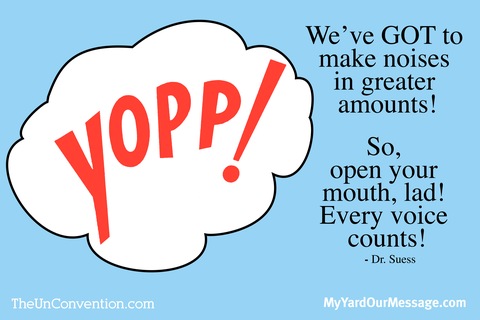 YOPP!
We've GOT to
make noises
in greater
amounts!
So,
open your
mouth, lad!
Every voice
counts!
- Dr. Suess
TheUnConvention.com
MyYardOurMessage.com